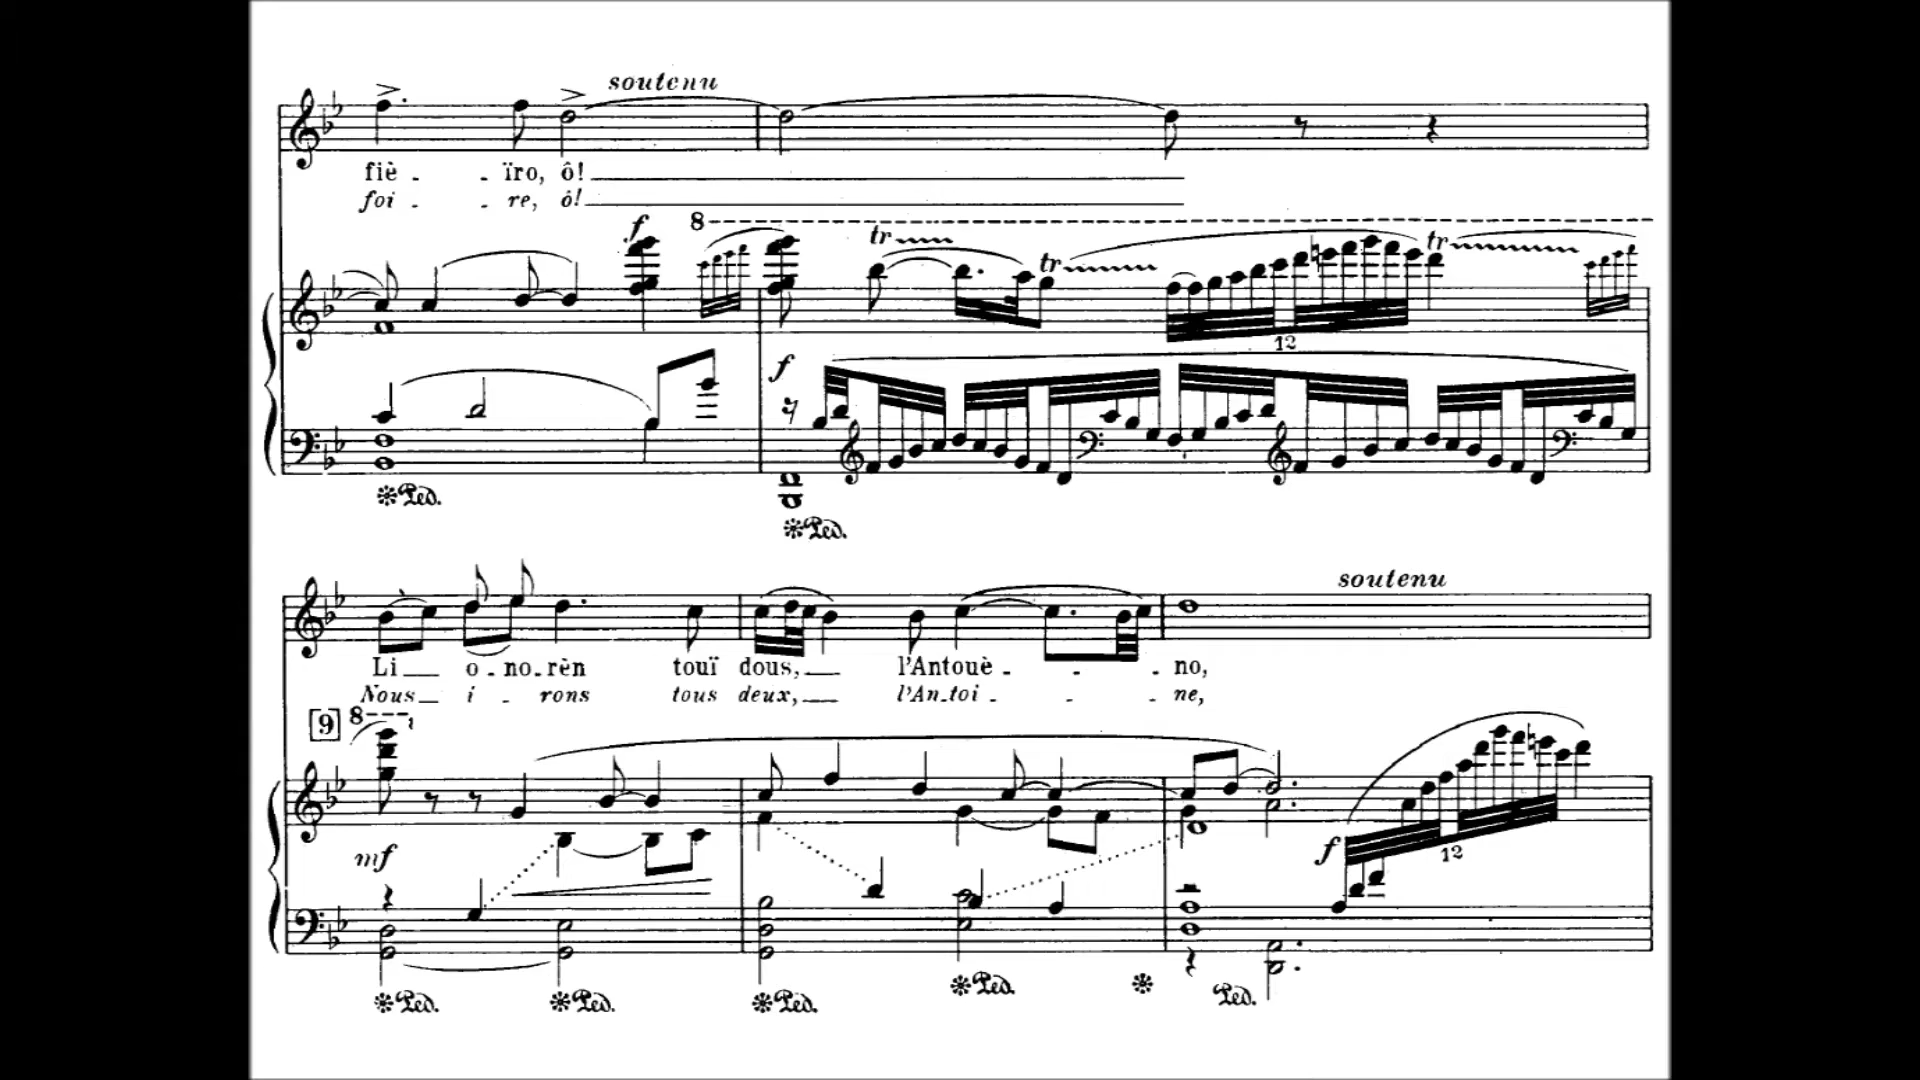 soutenu
fiè - - ïro, ô!
foi - - re, ô!
f 8
tr tr tr
12
f
Ped.
Ped.
soutenu
Li o - no - rèn touï dous, l'Antouè - - - no,
Nous i - rons tous deux, l'An - toi - - - ne,
9 8
mf f 12
Ped. Ped. Ped. Ped. Ped.